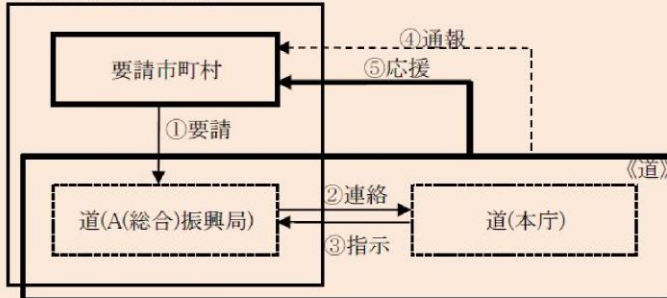 ④通報
要請市町村
⑤応援
①要請
《道》
道(A(総合)振興局)
②連絡
道(本庁)
③指示